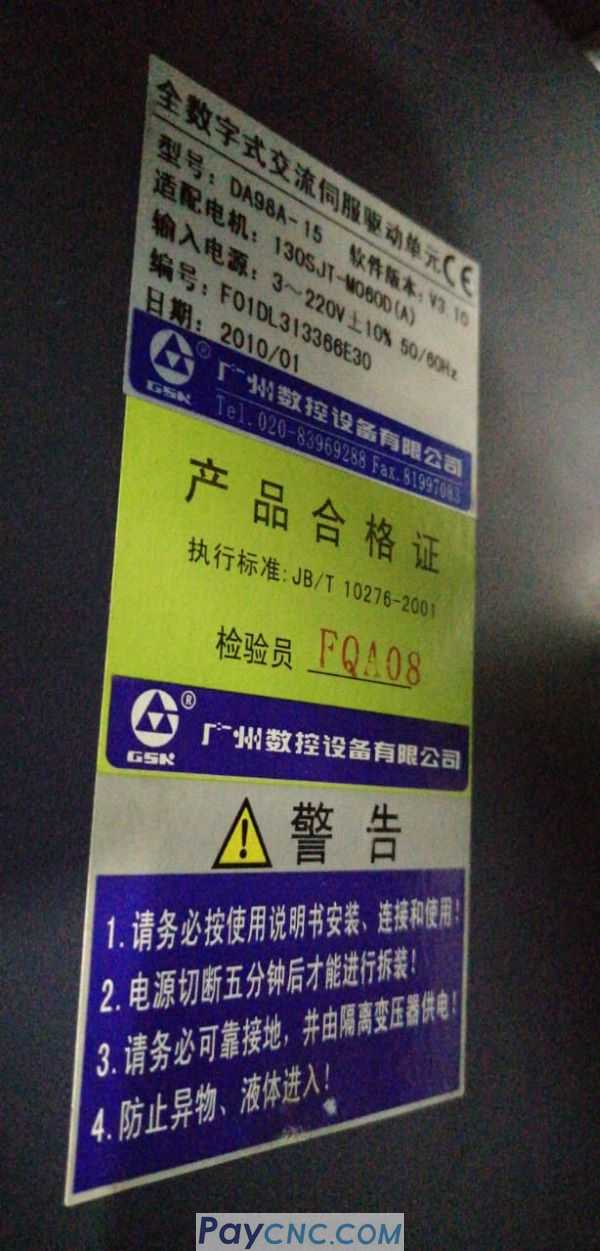 全数字式交流伺服驱动单元 CE
型号: DA98A-15 软件版本: V3.10
适配电机: 130SJT-M060D(A)
输入电源: 3～220V±10% 50/60Hz
编号: F01DL313366E30
日期: 2010/01
GSK ® 广州数控设备有限公司
Tel.020-83969288 Fax.81997083
产品合格证
执行标准:JB/T 10276-2001
检验员 FQA08
GSK ® 广州数控设备有限公司
警告
1.请务必按使用说明书安装、连接和使用!
2.电源切断五分钟后才能进行拆装!
3.请务必可靠接地，并由隔离变压器供电!
4.防止异物、液体进入!
PayCNC.com